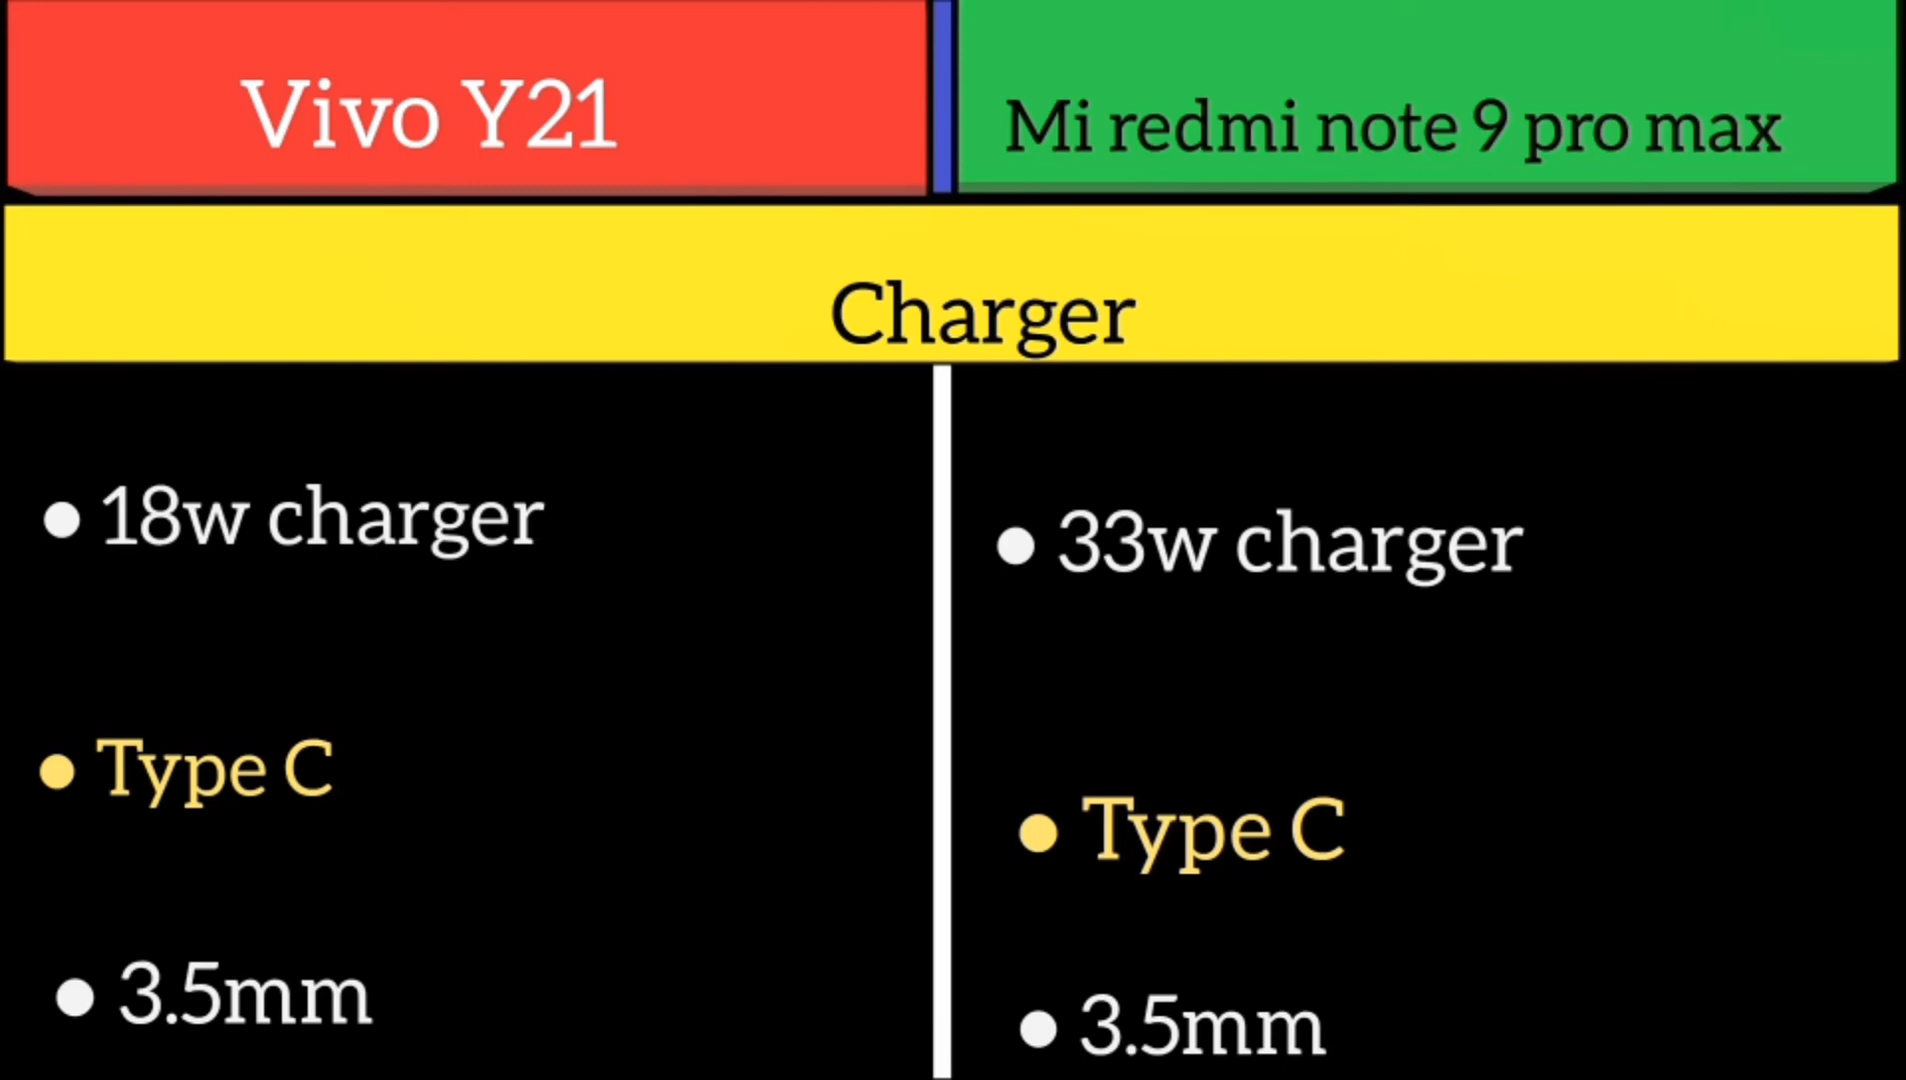 Vivo Y21
Mi redmi note 9 pro max
Charger
• 18w charger
• 33w charger
• Type C
• Type C
• 3.5mm
• 3.5mm